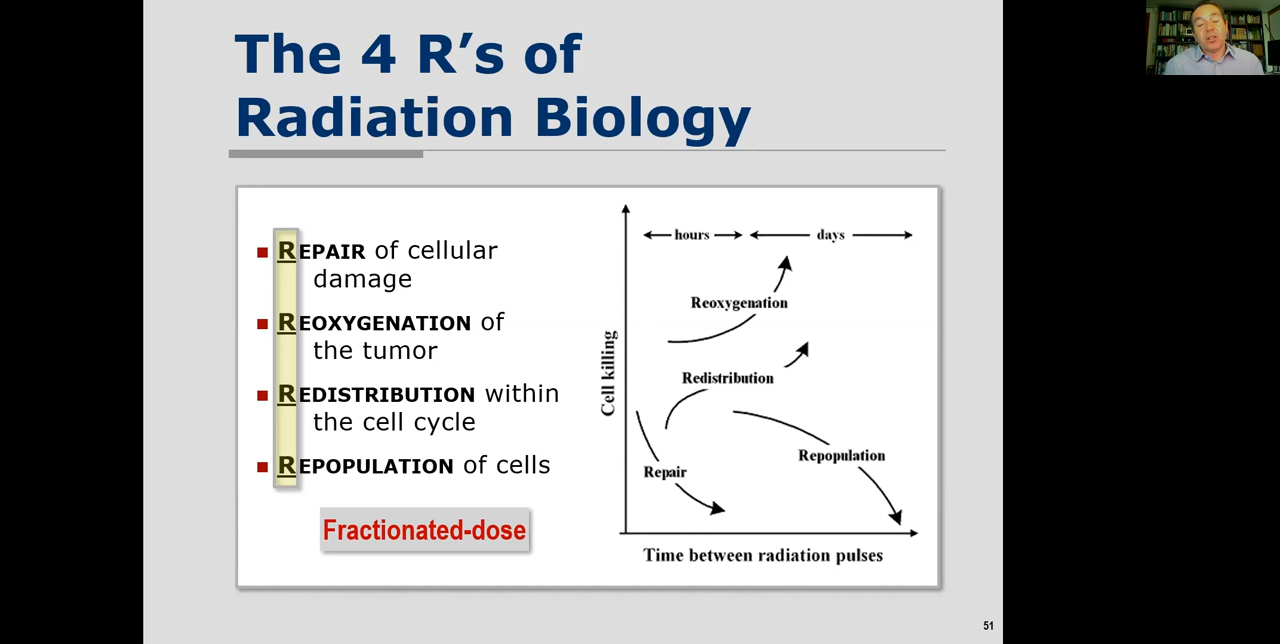 The 4 R’s of
Radiation Biology
REPAIR of cellular
damage
REOXYGENATION of
the tumor
REDISTRIBUTION within
the cell cycle
REPOPULATION of cells
Fractionated-dose
hours
days
Reoxygenation
Redistribution
Repopulation
Repair
Cell killing
Time between radiation pulses
51